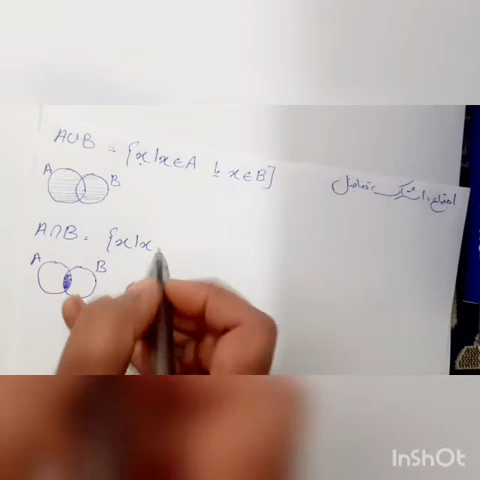 اجتماع، اشتراک، تفاضل
A∪B = {x|x∈A یا x∈B}
A B
A∩B = {x|x
A B
InShOt